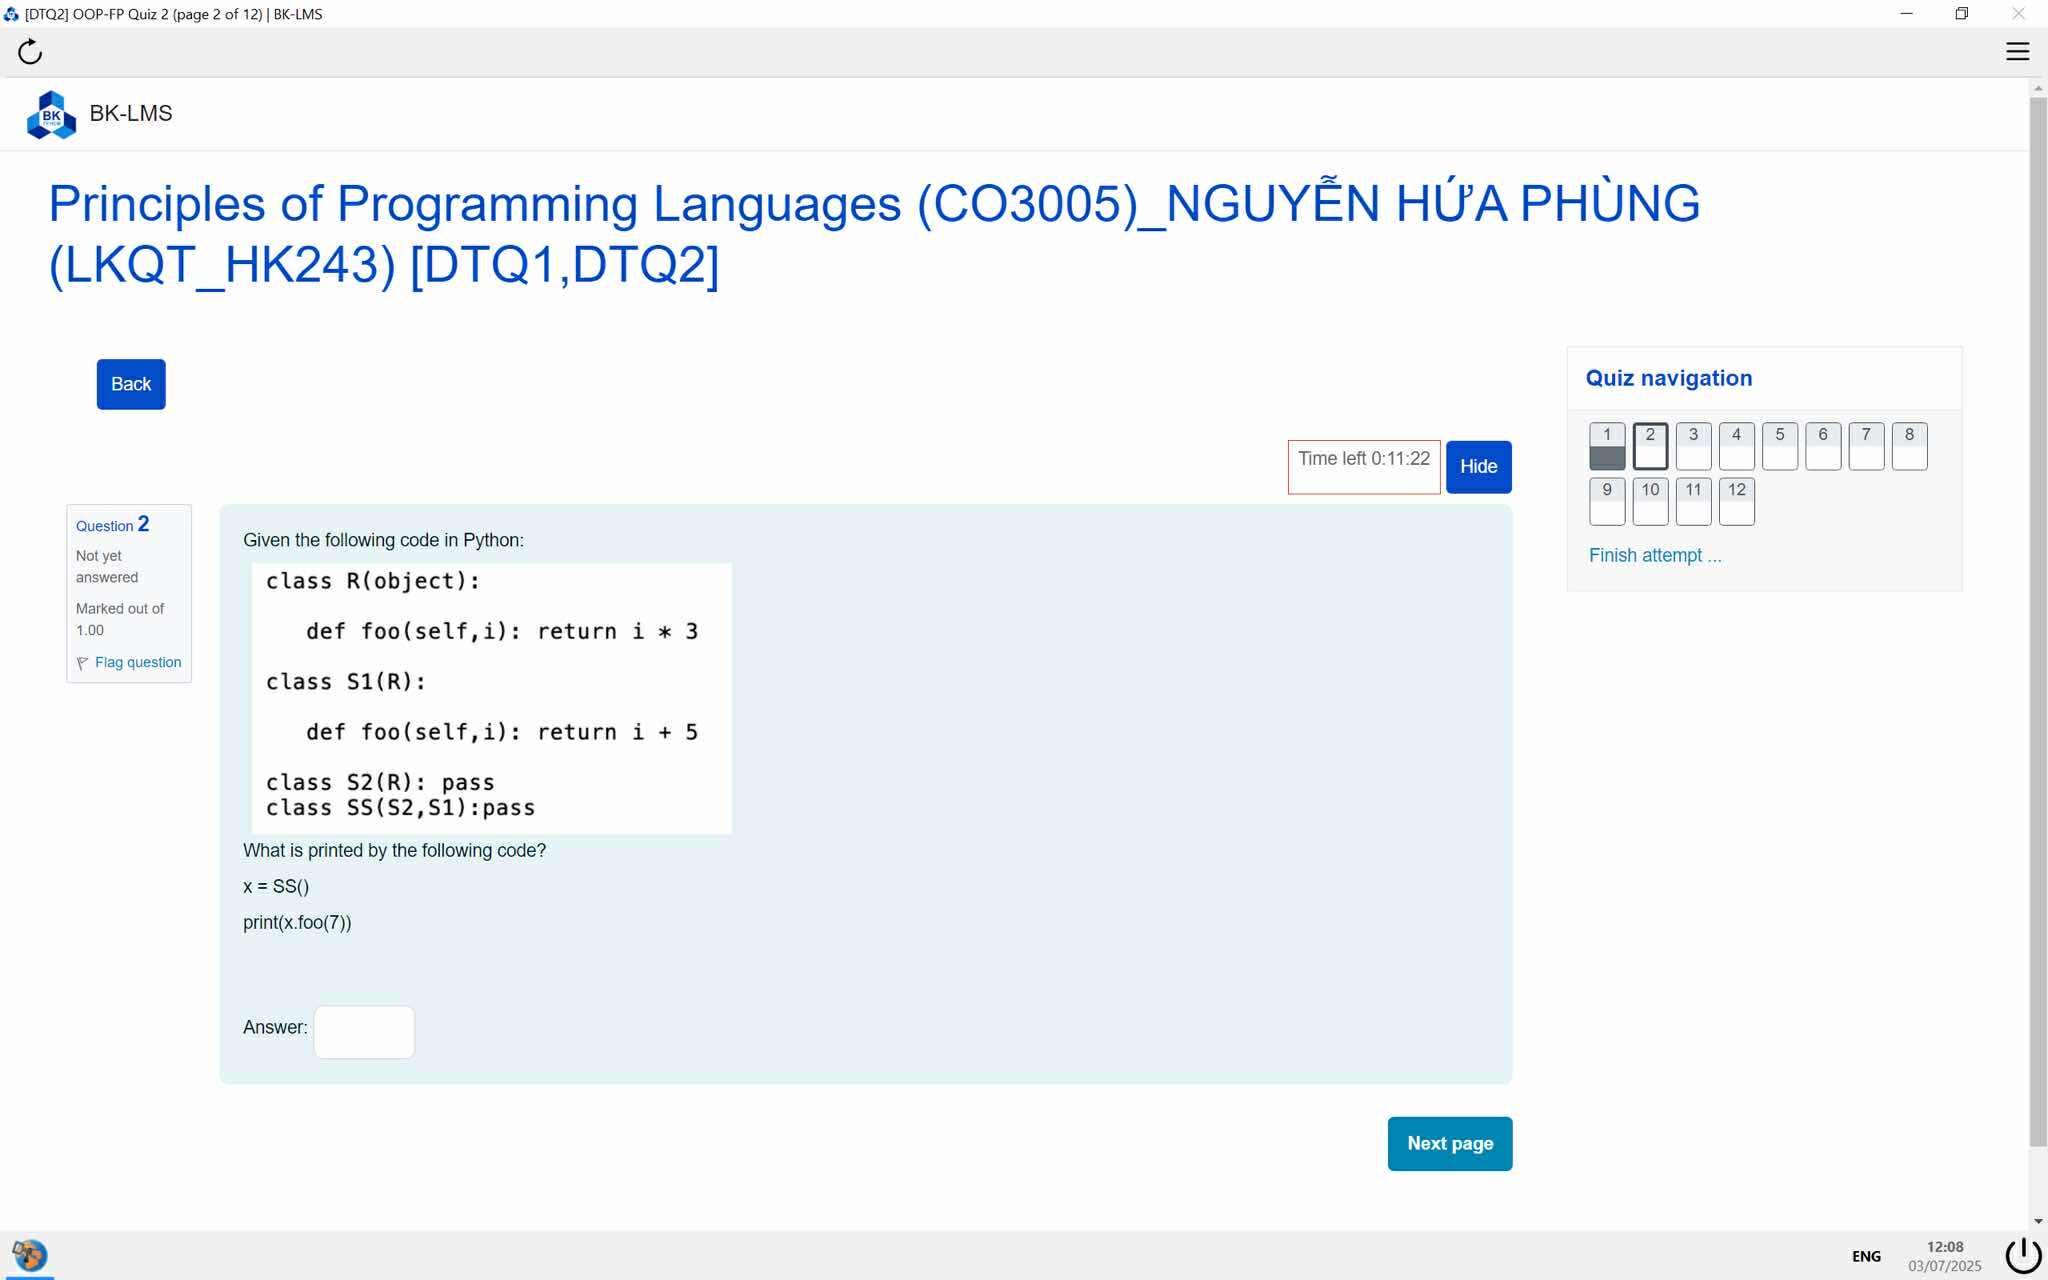 [DTQ2] OOP-FP Quiz 2 (page 2 of 12) | BK-LMS
BK
BK-LMS
Principles of Programming Languages (CO3005)_NGUYỄN HỨA PHÙNG
(LKQT_HK243) [DTQ1,DTQ2]
Back
Quiz navigation
1 2 3 4 5 6 7 8
9 10 11 12
Finish attempt ...
Time left 0:11:22
Hide
Question 2
Not yet
answered
Marked out of
1.00
Flag question
Given the following code in Python:
class R(object):
def foo(self,i): return i * 3
class S1(R):
def foo(self,i): return i + 5
class S2(R): pass
class SS(S2,S1):pass
What is printed by the following code?
x = SS()
print(x.foo(7))
Answer:
Next page
ENG
12:08
03/07/2025